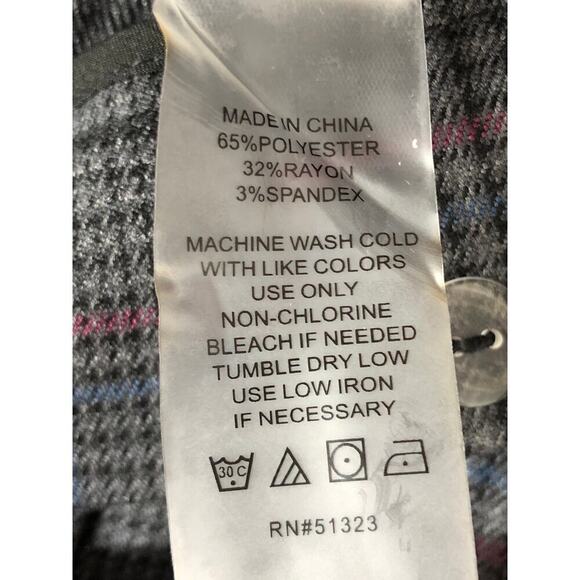 MADE IN CHINA
65%POLYESTER
32%RAYON
3%SPANDEX
MACHINE WASH COLD
WITH LIKE COLORS
USE ONLY
NON-CHLORINE
BLEACH IF NEEDED
TUMBLE DRY LOW
USE LOW IRON
IF NECESSARY
30 C
RN#51323